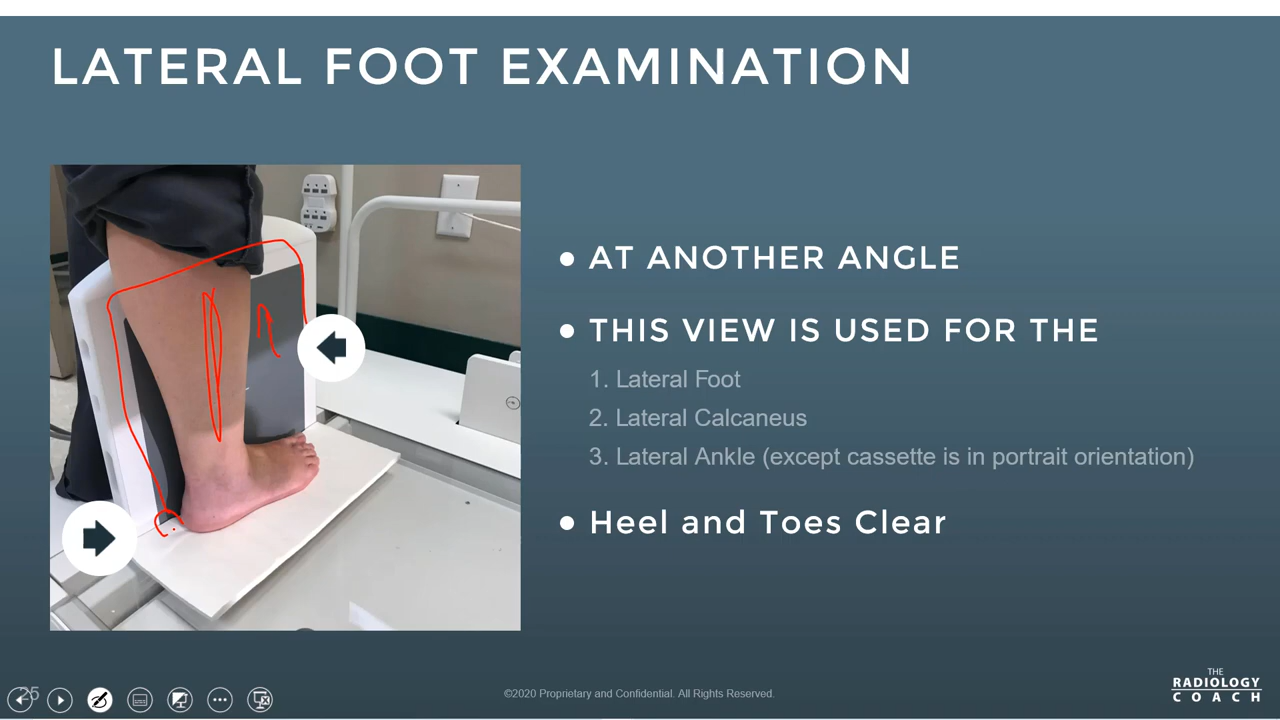 LATERAL FOOT EXAMINATION
• AT ANOTHER ANGLE
• THIS VIEW IS USED FOR THE
1. Lateral Foot
2. Lateral Calcaneus
3. Lateral Ankle (except cassette is in portrait orientation)
• Heel and Toes Clear
25
©2020 Proprietary and Confidential. All Rights Reserved.
THE
RADIOLOGY
COACH